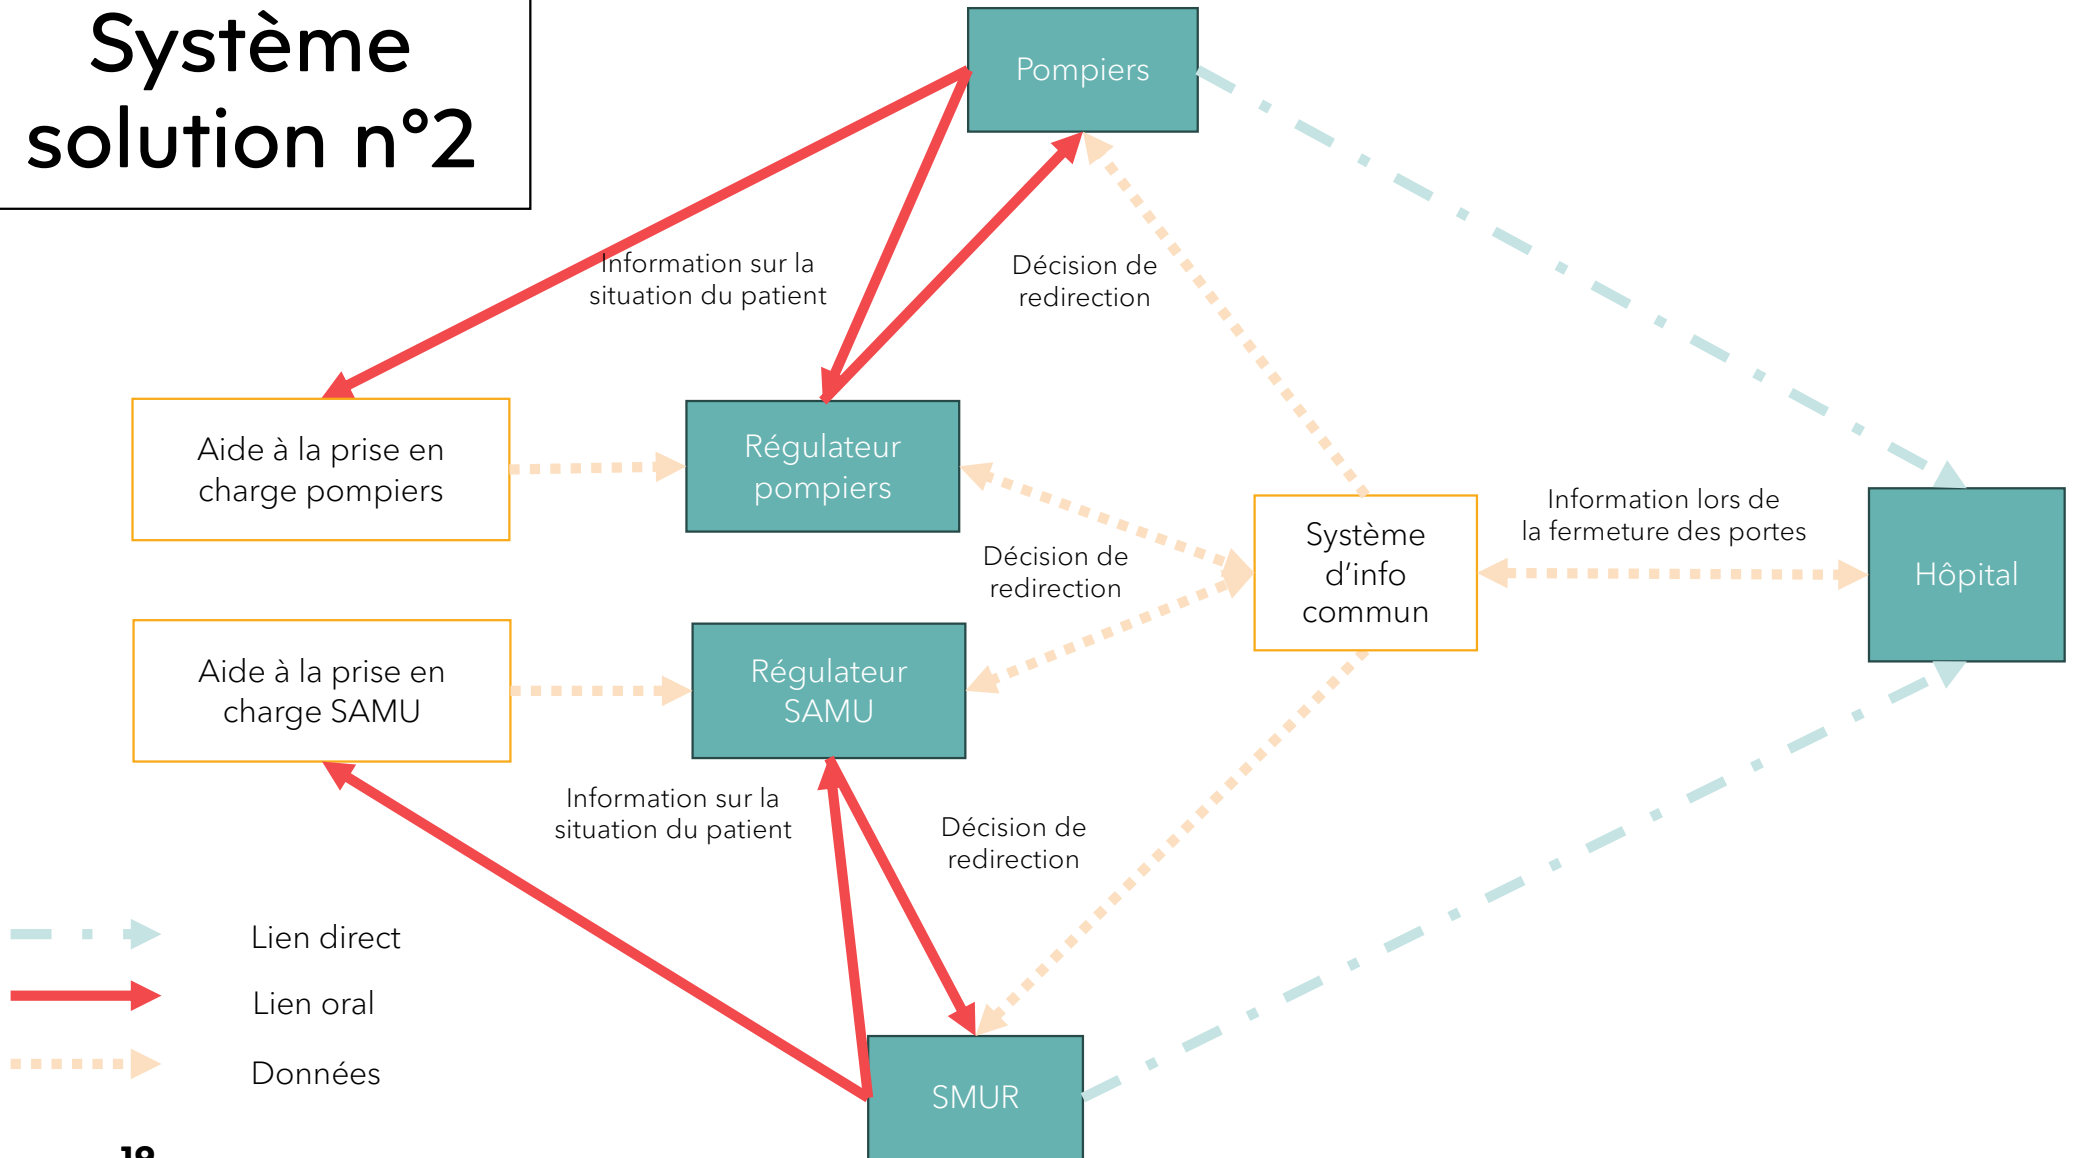 Système
solution n°2
Pompiers
Information sur la
situation du patient
Décision de
redirection
Aide à la prise en
charge pompiers
Régulateur
pompiers
Système
d'info
commun
Information lors de
la fermeture des portes
Hôpital
Décision de
redirection
Aide à la prise en
charge SAMU
Régulateur
SAMU
Information sur la
situation du patient
Décision de
redirection
Lien direct
Lien oral
Données
SMUR
19